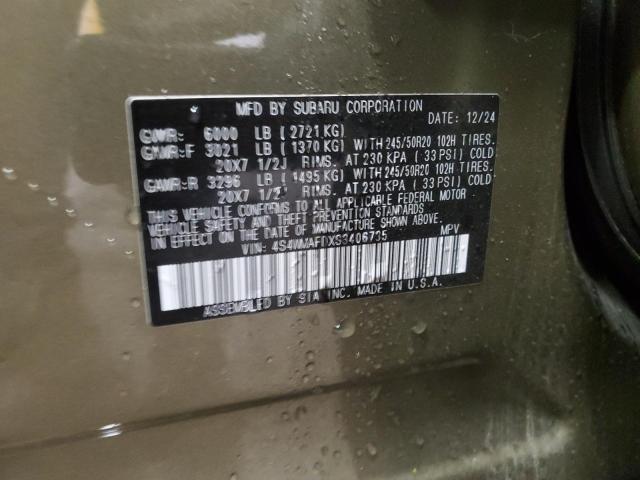 MFD BY SUBARU CORPORATION
DATE: 12/24
GVWR: 6000 LB (2721 KG)
GAWR:F 3021 LB (1370 KG) WITH 245/50R20 102H TIRES.
20X7 1/2J RIMS. AT 230 KPA (33 PSI) COLD
GAWR:R 3296 LB (1495 KG) WITH 245/50R20 102H TIRES.
20X7 1/2J RIMS. AT 230 KPA (33 PSI) COLD
THIS VEHICLE CONFORMS TO ALL APPLICABLE FEDERAL MOTOR
VEHICLE SAFETY AND THEFT PREVENTION STANDARDS
IN EFFECT ON THE DATE OF MANUFACTURE SHOWN ABOVE.
VIN: 4S4WMAFDXS3406735 MPV
ASSEMBLED BY SIA INC. MADE IN U.S.A.